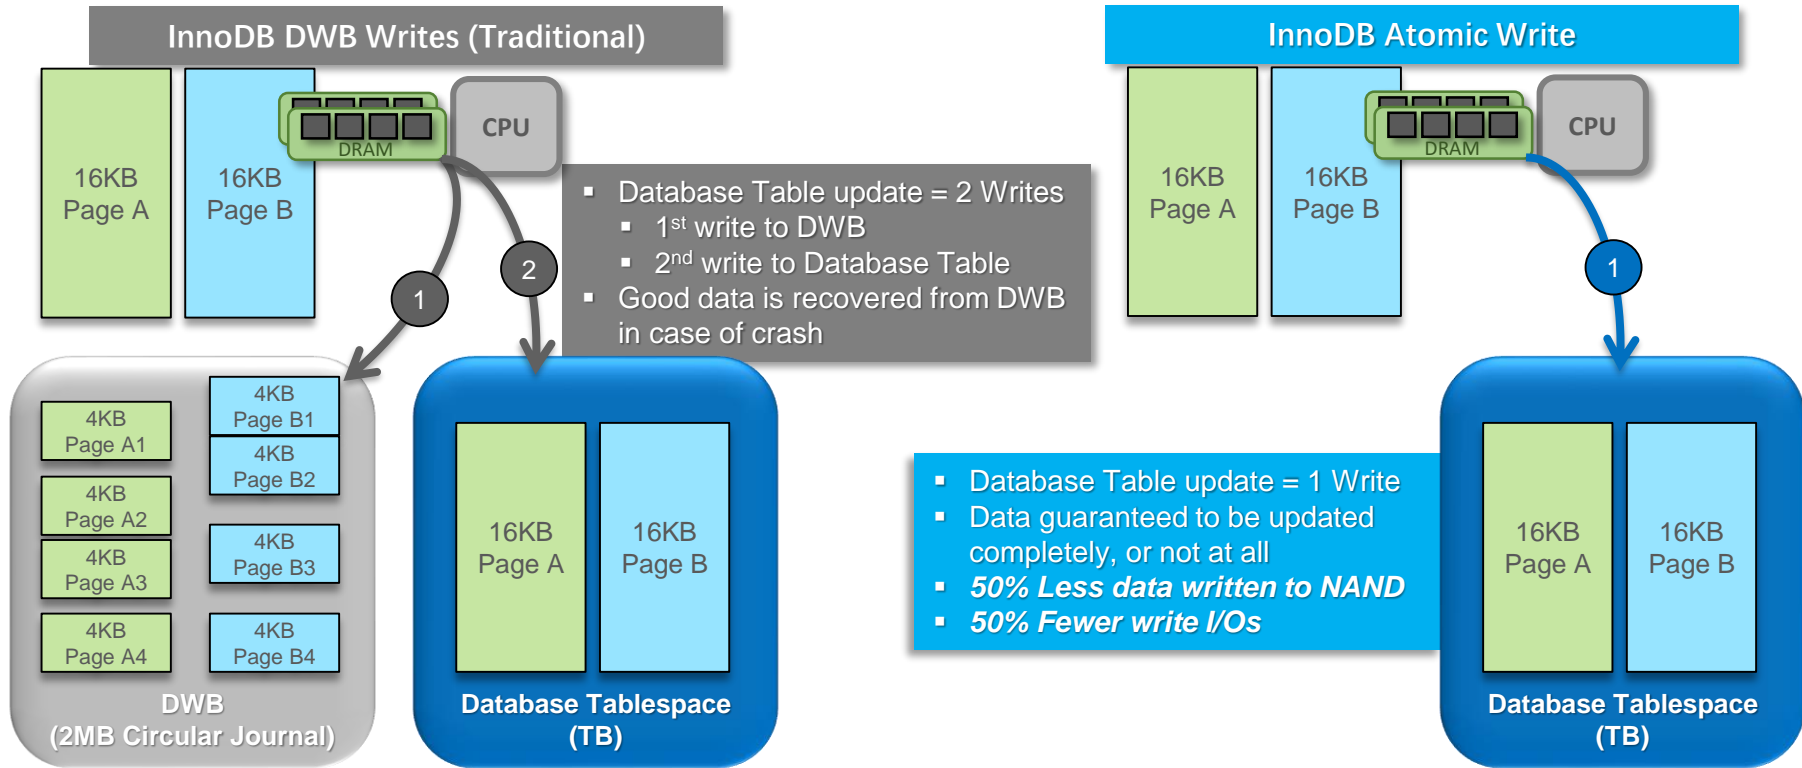 InnoDB DWB Writes (Traditional)
16KB
Page A
16KB
Page B
DRAM
CPU
▪ Database Table update = 2 Writes
▪ 1st write to DWB
▪ 2nd write to Database Table
▪ Good data is recovered from DWB
in case of crash
1
2
4KB
Page A1
4KB
Page A2
4KB
Page A3
4KB
Page A4
4KB
Page B1
4KB
Page B2
4KB
Page B3
4KB
Page B4
DWB
(2MB Circular Journal)
16KB
Page A
16KB
Page B
Database Tablespace
(TB)
InnoDB Atomic Write
16KB
Page A
16KB
Page B
DRAM
CPU
1
▪ Database Table update = 1 Write
▪ Data guaranteed to be updated
completely, or not at all
▪ 50% Less data written to NAND
▪ 50% Fewer write I/Os
16KB
Page A
16KB
Page B
Database Tablespace
(TB)